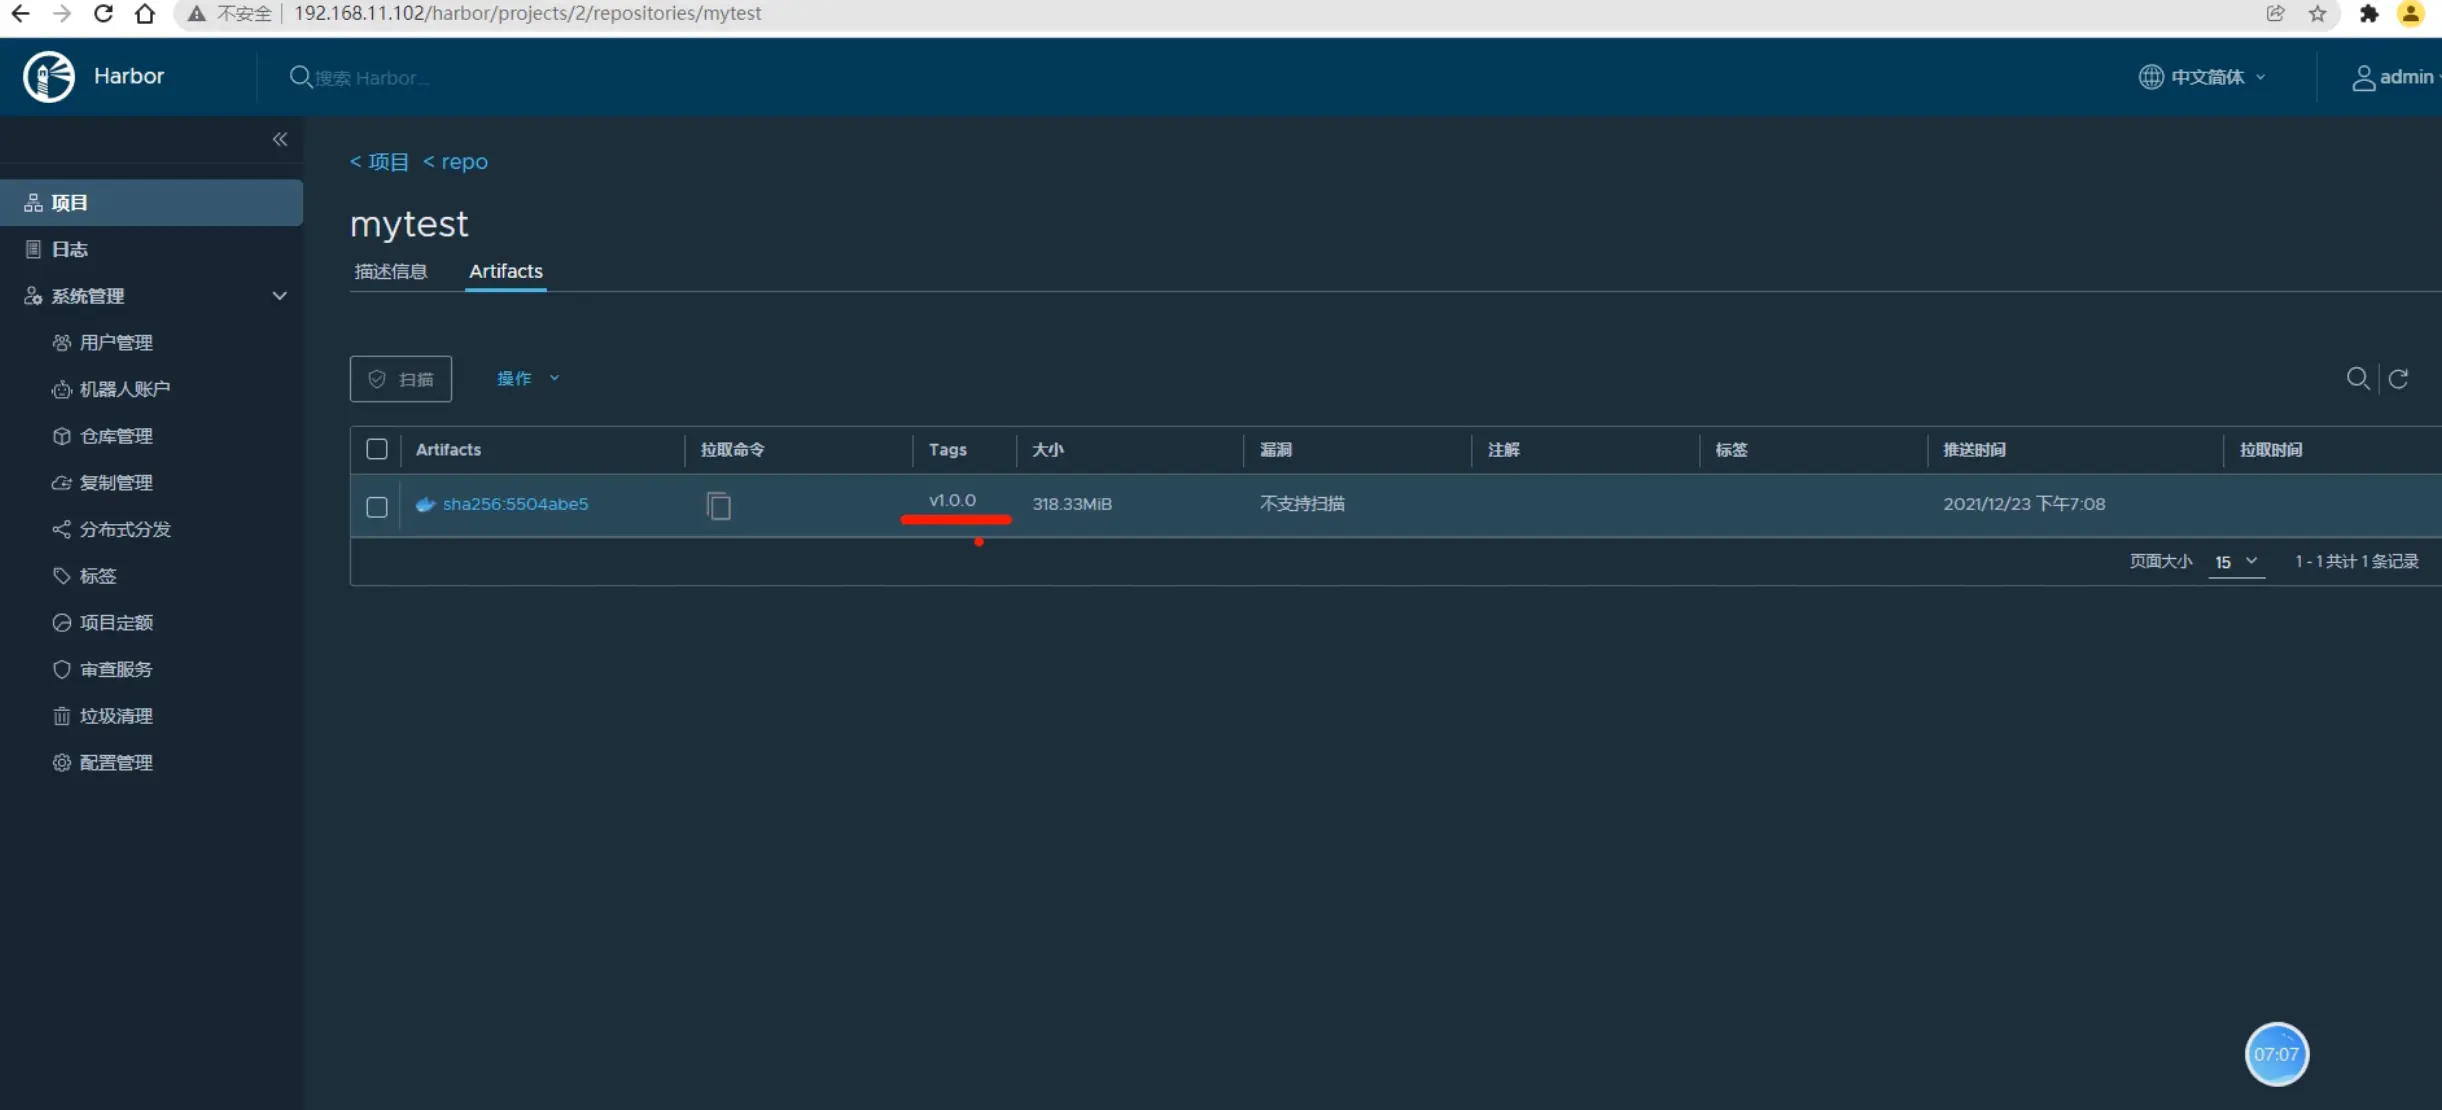 不安全 192.168.11.102/harbor/projects/2/repositories/mytest
Harbor 搜索 Harbor... 中文简体 admin
< 项目 < repo
项目
mytest
日志
描述信息 Artifacts
系统管理
用户管理
扫描 操作
机器人账户
仓库管理
Artifacts 拉取命令 Tags 大小 漏洞 注解 标签 推送时间 拉取时间
复制管理
sha256:5504abe5 v1.0.0 318.33MiB 不支持扫描 2021/12/23 下午7:08
分布式分发
页面大小 15 1 - 1 共计 1 条记录
标签
项目定额
审查服务
垃圾清理
配置管理
07:07